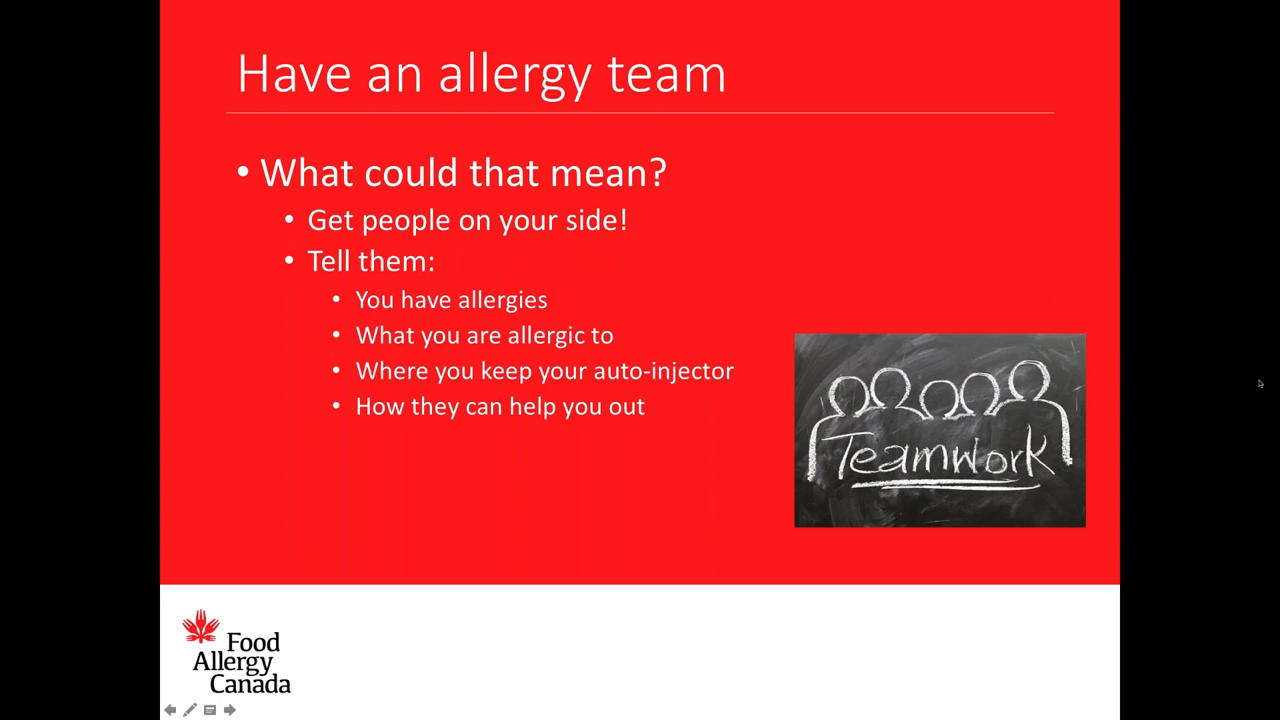 Have an allergy team
• What could that mean?
• Get people on your side!
• Tell them:
• You have allergies
• What you are allergic to
• Where you keep your auto-injector
• How they can help you out
Teamwork
Food
Allergy
Canada